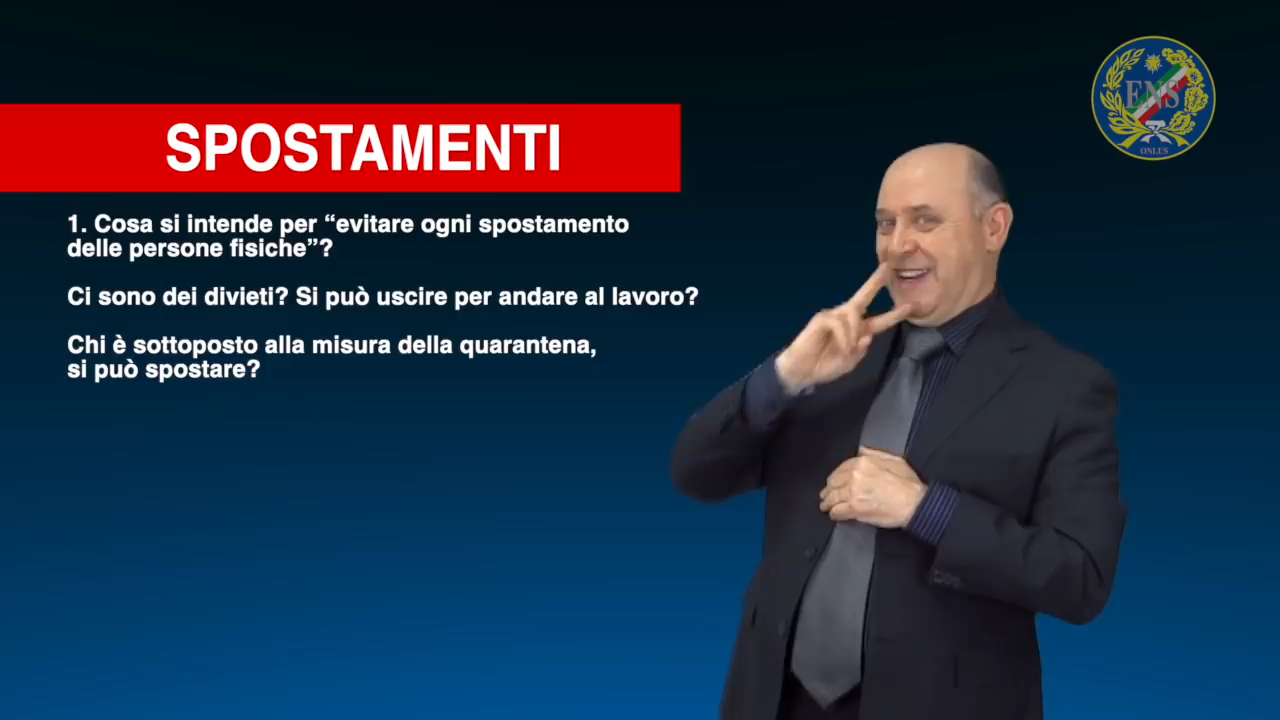 ENS
ONLUS
SPOSTAMENTI
1. Cosa si intende per “evitare ogni spostamento
delle persone fisiche”?
Ci sono dei divieti? Si può uscire per andare al lavoro?
Chi è sottoposto alla misura della quarantena,
si può spostare?